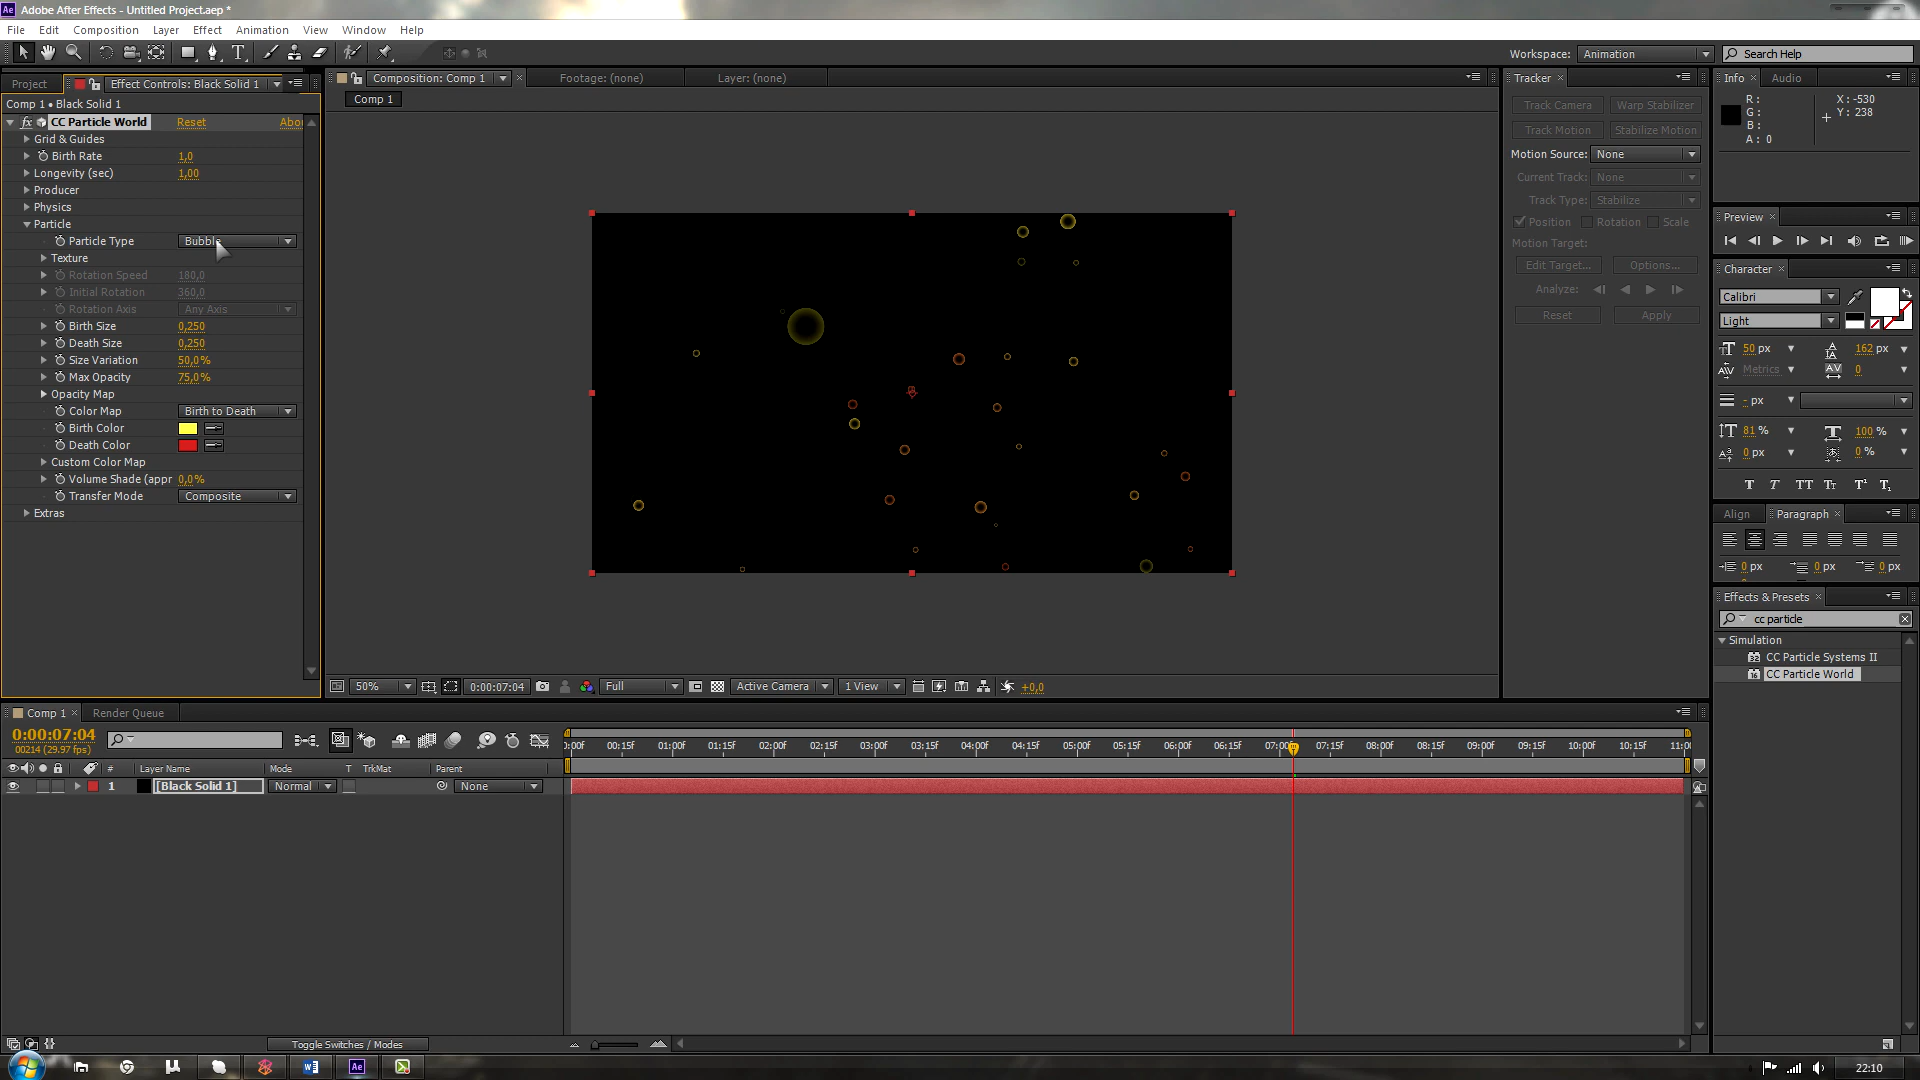 Adobe After Effects - Untitled Project.aep *
File Edit Composition Layer Effect Animation View Window Help
Workspace: Animation Search Help
Project Effect Controls: Black Solid 1
Comp 1 • Black Solid 1
CC Particle World Reset Abou
Grid & Guides
Birth Rate 1,0
Longevity (sec) 1,00
Producer
Physics
Particle
Particle Type Bubble
Texture
Rotation Speed 180,0
Initial Rotation 360,0
Rotation Axis Any Axis
Birth Size 0,250
Death Size 0,250
Size Variation 50,0%
Max Opacity 75,0%
Opacity Map
Color Map Birth to Death
Birth Color
Death Color
Custom Color Map
Volume Shade (appr 0,0%
Transfer Mode Composite
Extras
Composition: Comp 1 Footage: (none) Layer: (none)
Comp 1
50% 0:00:07:04 Full Active Camera 1 View +0,0
Tracker
Track Camera Warp Stabilizer
Track Motion Stabilize Motion
Motion Source: None
Current Track: None
Track Type: Stabilize
Position Rotation Scale
Motion Target:
Edit Target... Options...
Analyze:
Reset Apply
Info Audio
R : X : -530
G : Y : 238
B :
A : 0
Preview
Character
Calibri
Light
50 px 162 px
Metrics 0
- px
81 % 100 %
0 px 0 %
T T TT Tt T¹ T₁
Align Paragraph
0 px 0 px 0 px
Effects & Presets
cc particle
Simulation
32 CC Particle Systems II
16 CC Particle World
Comp 1 Render Queue
0:00:07:04
00214 (29.97 fps)
0:00f 00:15f 01:00f 01:15f 02:00f 02:15f 03:00f 03:15f 04:00f 04:15f 05:00f 05:15f 06:00f 06:15f 07:00f 07:15f 08:00f 08:15f 09:00f 09:15f 10:00f 10:15f 11:00
# Layer Name Mode T TrkMat Parent
1 [Black Solid 1] Normal None
Toggle Switches / Modes
22:10